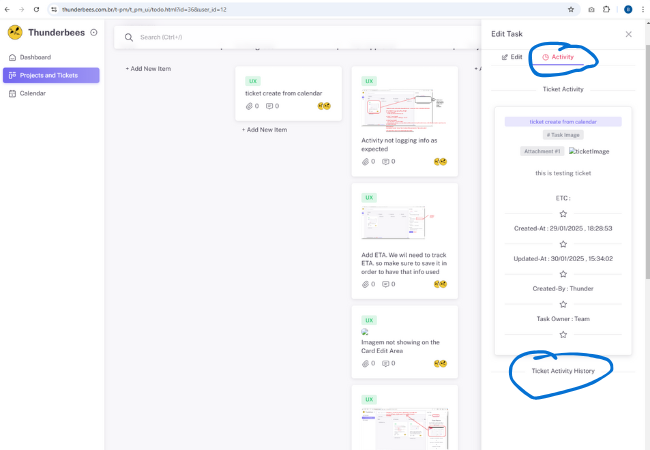 thunderbees.com.br/t-pm/t_pm_ui/todo.html?id=36&user_id=12
Thunderbees
Dashboard
Projects and Tickets
Calendar
Search (Ctrl+/)
+ Add New Item
UX
ticket create from calendar
0 0
+ Add New Item
UX
Activity not logging info as
expected
0 0
UX
Add ETA. We wil need to track
ETA. so make sure to save it in
order to have that info used
0 0
UX
Imagem not showing on the
Card Edit Area
0 0
UX
Edit Task
Edit
Activity
Ticket Activity
ticket create from calendar
# Task Image
Attachment #1
ticketImage
this is testing ticket
ETC :
Created-At : 29/01/2025 , 18:28:53
Updated-At : 30/01/2025 , 15:34:02
Created-By : Thunder
Task Owner : Team
Ticket Activity History